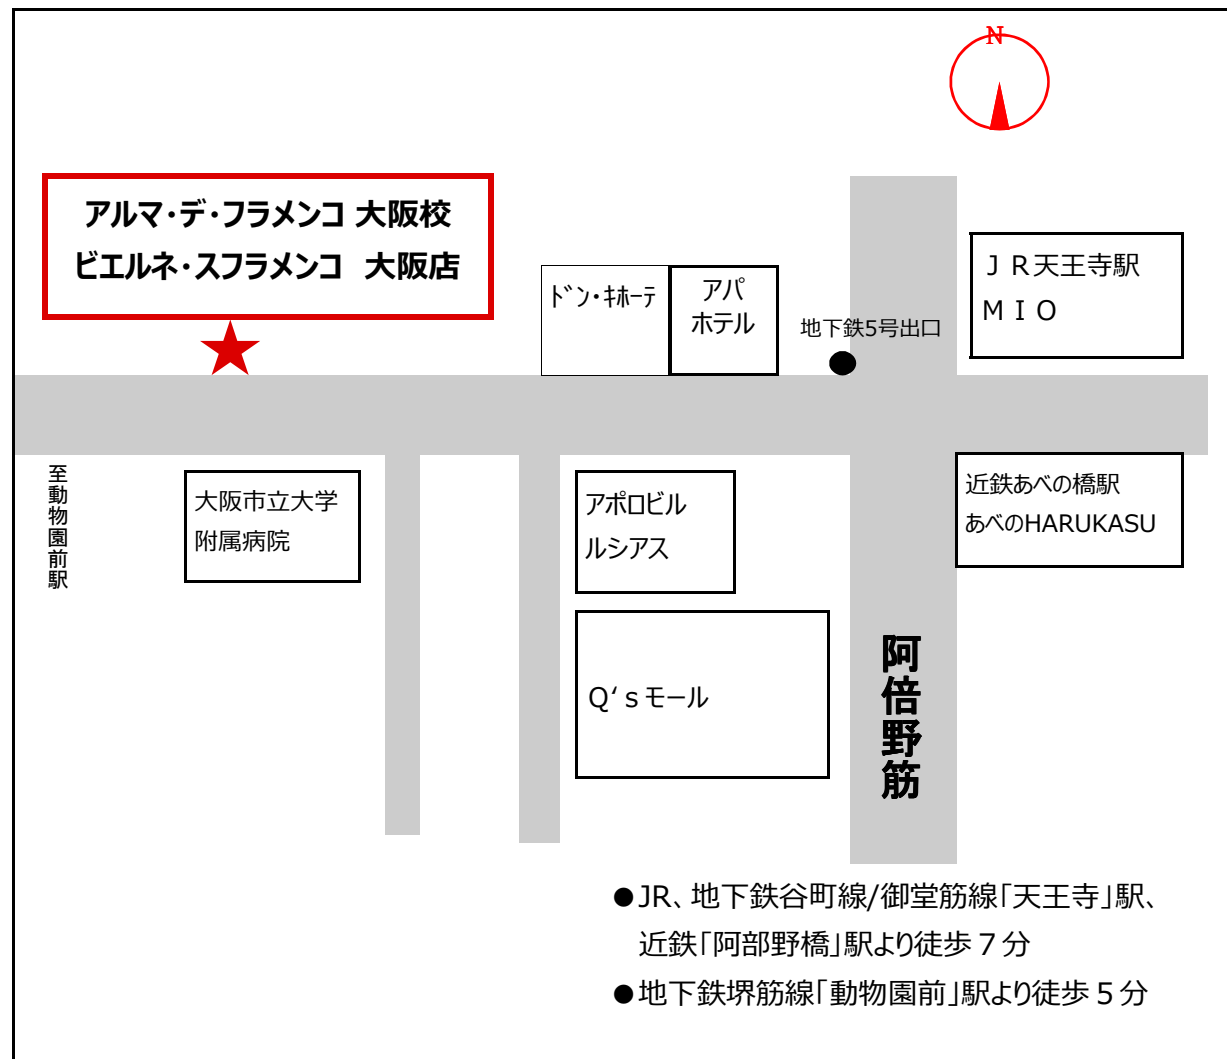 N
アルマ・デ・フラメンコ 大阪校
ビエルネ・スフラメンコ 大阪店
ドン・キホーテ
アパ
ホテル
地下鉄5号出口
ＪＲ天王寺駅
ＭＩＯ
至動物園前駅
大阪市立大学
附属病院
アポロビル
ルシアス
近鉄あべの橋駅
あべのHARUKASU
Q‘ｓモール
阿倍野筋
●JR、地下鉄谷町線/御堂筋線「天王寺」駅、
近鉄「阿部野橋」駅より徒歩７分
●地下鉄堺筋線「動物園前」駅より徒歩５分